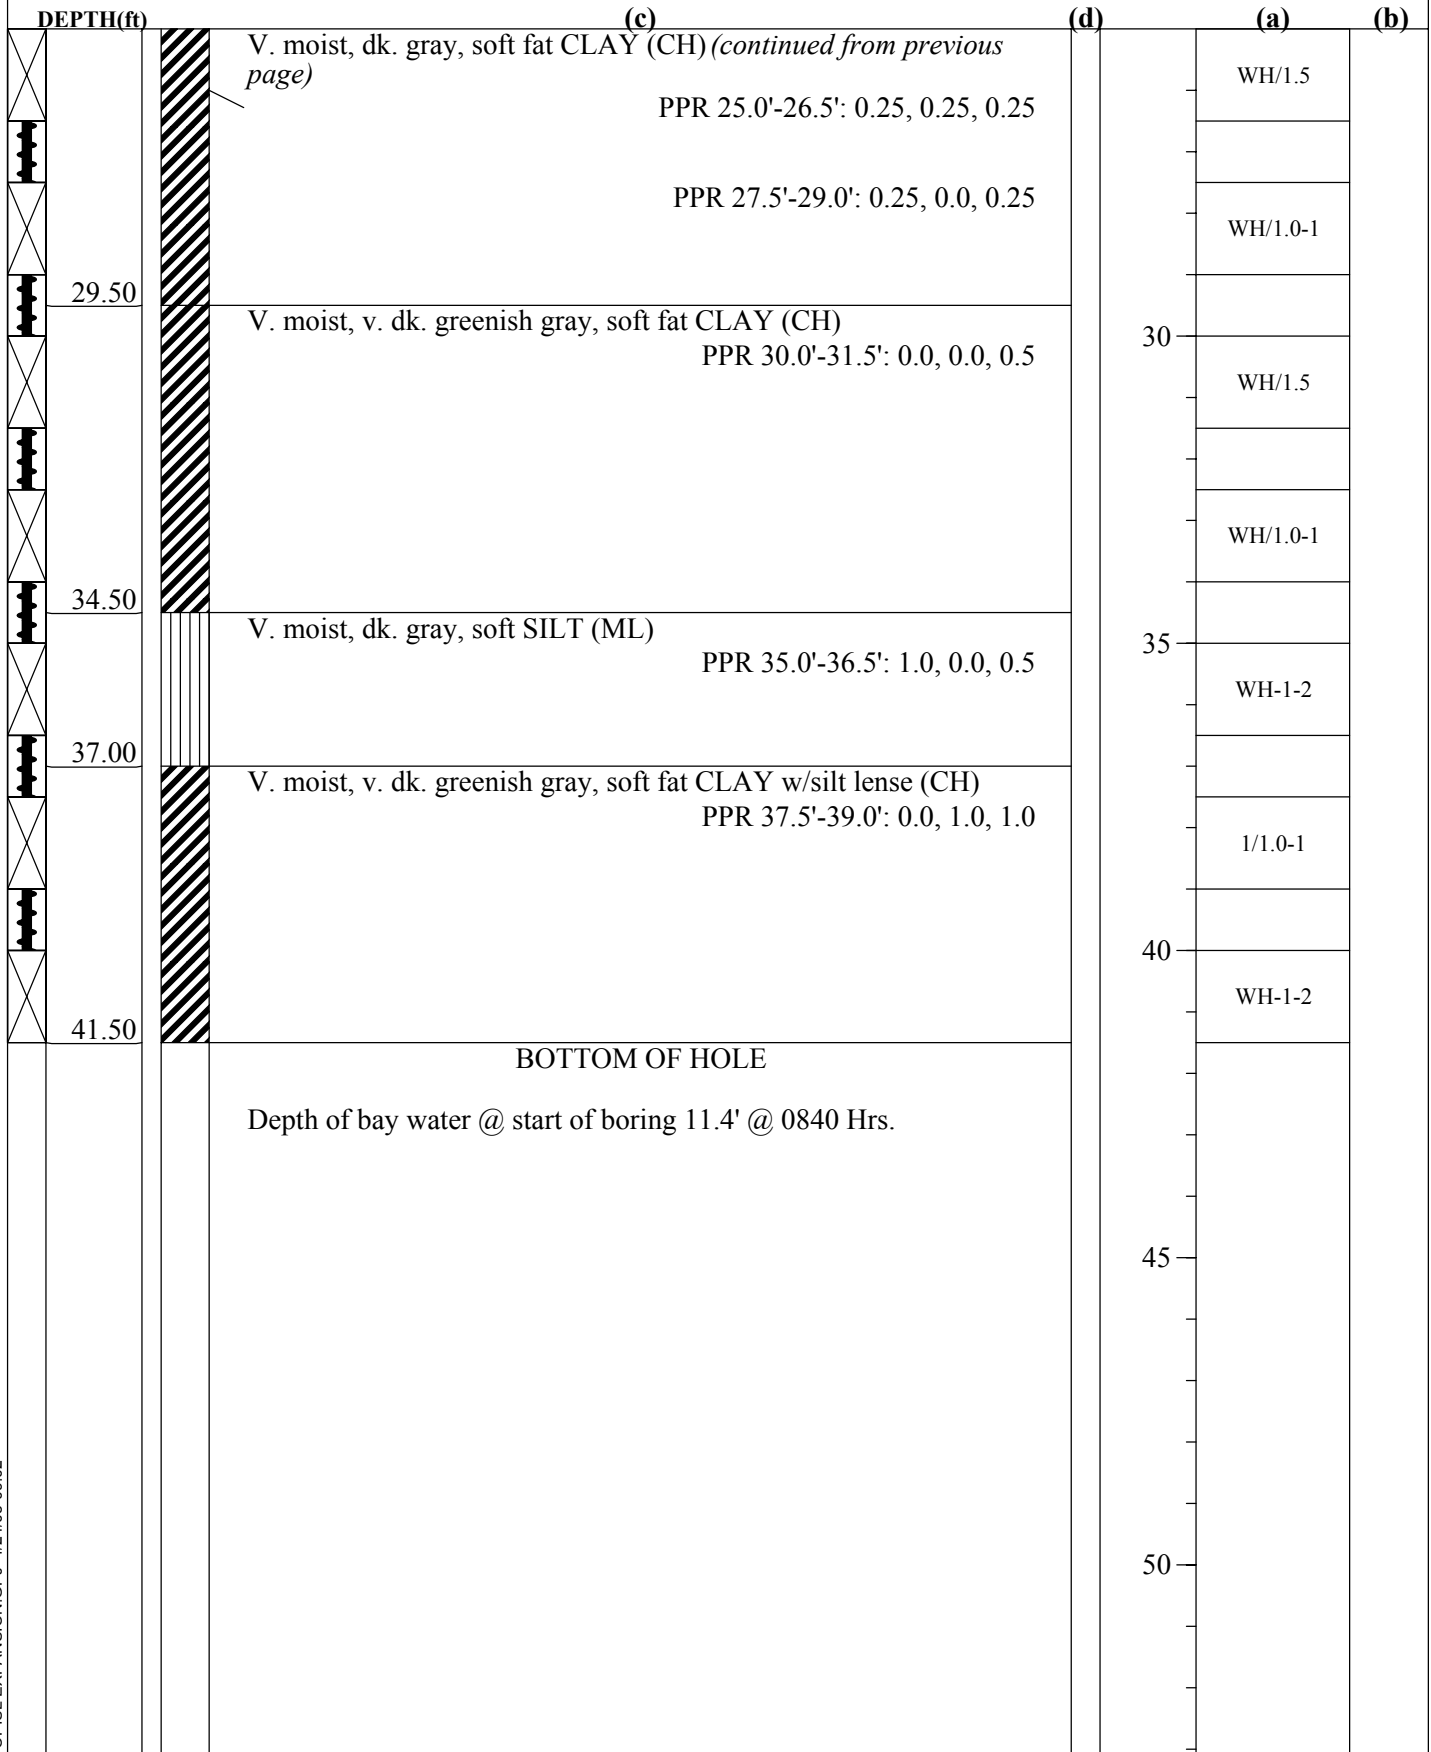 DEPTH(ft) (c) (d) (a) (b)
V. moist, dk. gray, soft fat CLAY (CH) (continued from previous
page)
WH/1.5
PPR 25.0'-26.5': 0.25, 0.25, 0.25
PPR 27.5'-29.0': 0.25, 0.0, 0.25
WH/1.0-1
29.50
V. moist, v. dk. greenish gray, soft fat CLAY (CH)
30
PPR 30.0'-31.5': 0.0, 0.0, 0.5
WH/1.5
WH/1.0-1
34.50
V. moist, dk. gray, soft SILT (ML)
35
PPR 35.0'-36.5': 1.0, 0.0, 0.5
WH-1-2
37.00
V. moist, v. dk. greenish gray, soft fat CLAY w/silt lense (CH)
PPR 37.5'-39.0': 0.0, 1.0, 1.0
1/1.0-1
40
WH-1-2
41.50
BOTTOM OF HOLE
Depth of bay water @ start of boring 11.4' @ 0840 Hrs.
45
50